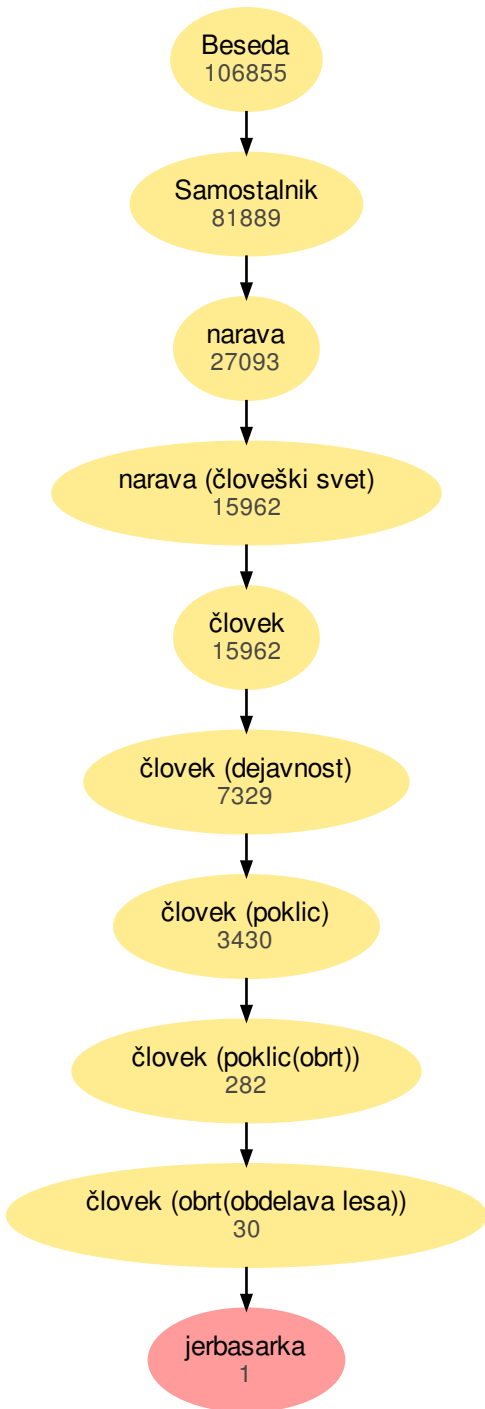 Beseda
106855
Samostalnik
81889
narava
27093
narava (človeški svet)
15962
človek
15962
človek (dejavnost)
7329
človek (poklic)
3430
človek (poklic(obrt))
282
človek (obrt(obdelava lesa))
30
jerbasarka
1